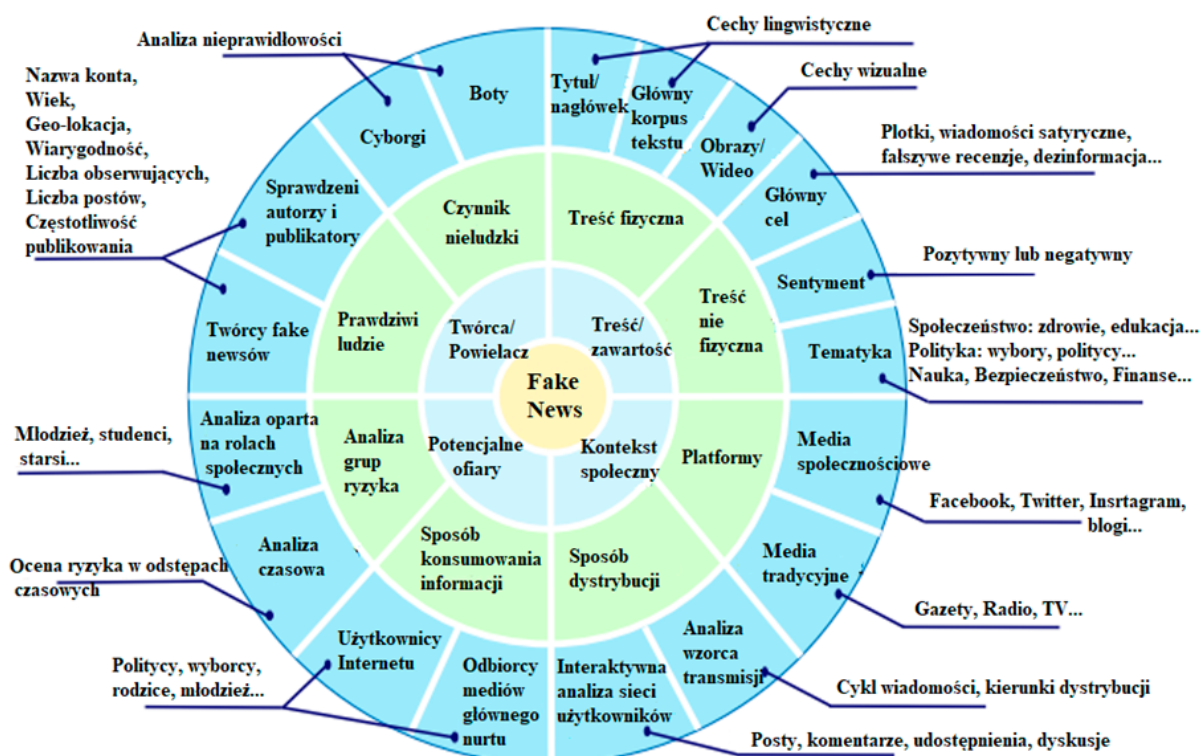 Cechy lingwistyczne
Analiza nieprawidłowości
Cechy wizualne
Nazwa konta,
Wiek,
Geo-lokacja,
Wiarygodność,
Liczba obserwujących,
Liczba postów,
Częstotliwość
publikowania
Boty
Tytuł/
nagłówek
Główny
korpus
tekstu
Cyborgi
Obrazy/
Wideo
Plotki, wiadomości satyryczne,
fałszywe recenzje, dezinformacja...
Sprawdzeni
autorzy i
publikatory
Czynnik
nieludzki
Treść fizyczna
Główny
cel
Pozytywny lub negatywny
Sentyment
Twórcy fake
newsów
Prawdziwi
ludzie
Twórca/
Powielacz
Treść/
zawartość
Treść
nie
fizyczna
Tematyka
Społeczeństwo: zdrowie, edukacja...
Polityka: wybory, politycy...
Nauka, Bezpieczeństwo, Finanse...
Fake
News
Młodzież, studenci,
starsi...
Analiza oparta
na rolach
społecznych
Analiza
grup
ryzyka
Potencjalne
ofiary
Kontekst
społeczny
Platformy
Media
społecznościowe
Facebook, Twitter, Insrtagram,
blogi...
Ocena ryzyka w odstępach
czasowych
Analiza
czasowa
Sposób
konsumowania
informacji
Sposób
dystrybucji
Media
tradycyjne
Gazety, Radio, TV...
Politycy, wyborcy,
rodzice, młodzież...
Użytkownicy
Internetu
Odbiorcy
mediów
głównego
nurtu
Interaktywna
analiza sieci
użytkowników
Analiza
wzorca
transmisji
Cykl wiadomości, kierunki dystrybucji
Posty, komentarze, udostępnienia, dyskusje